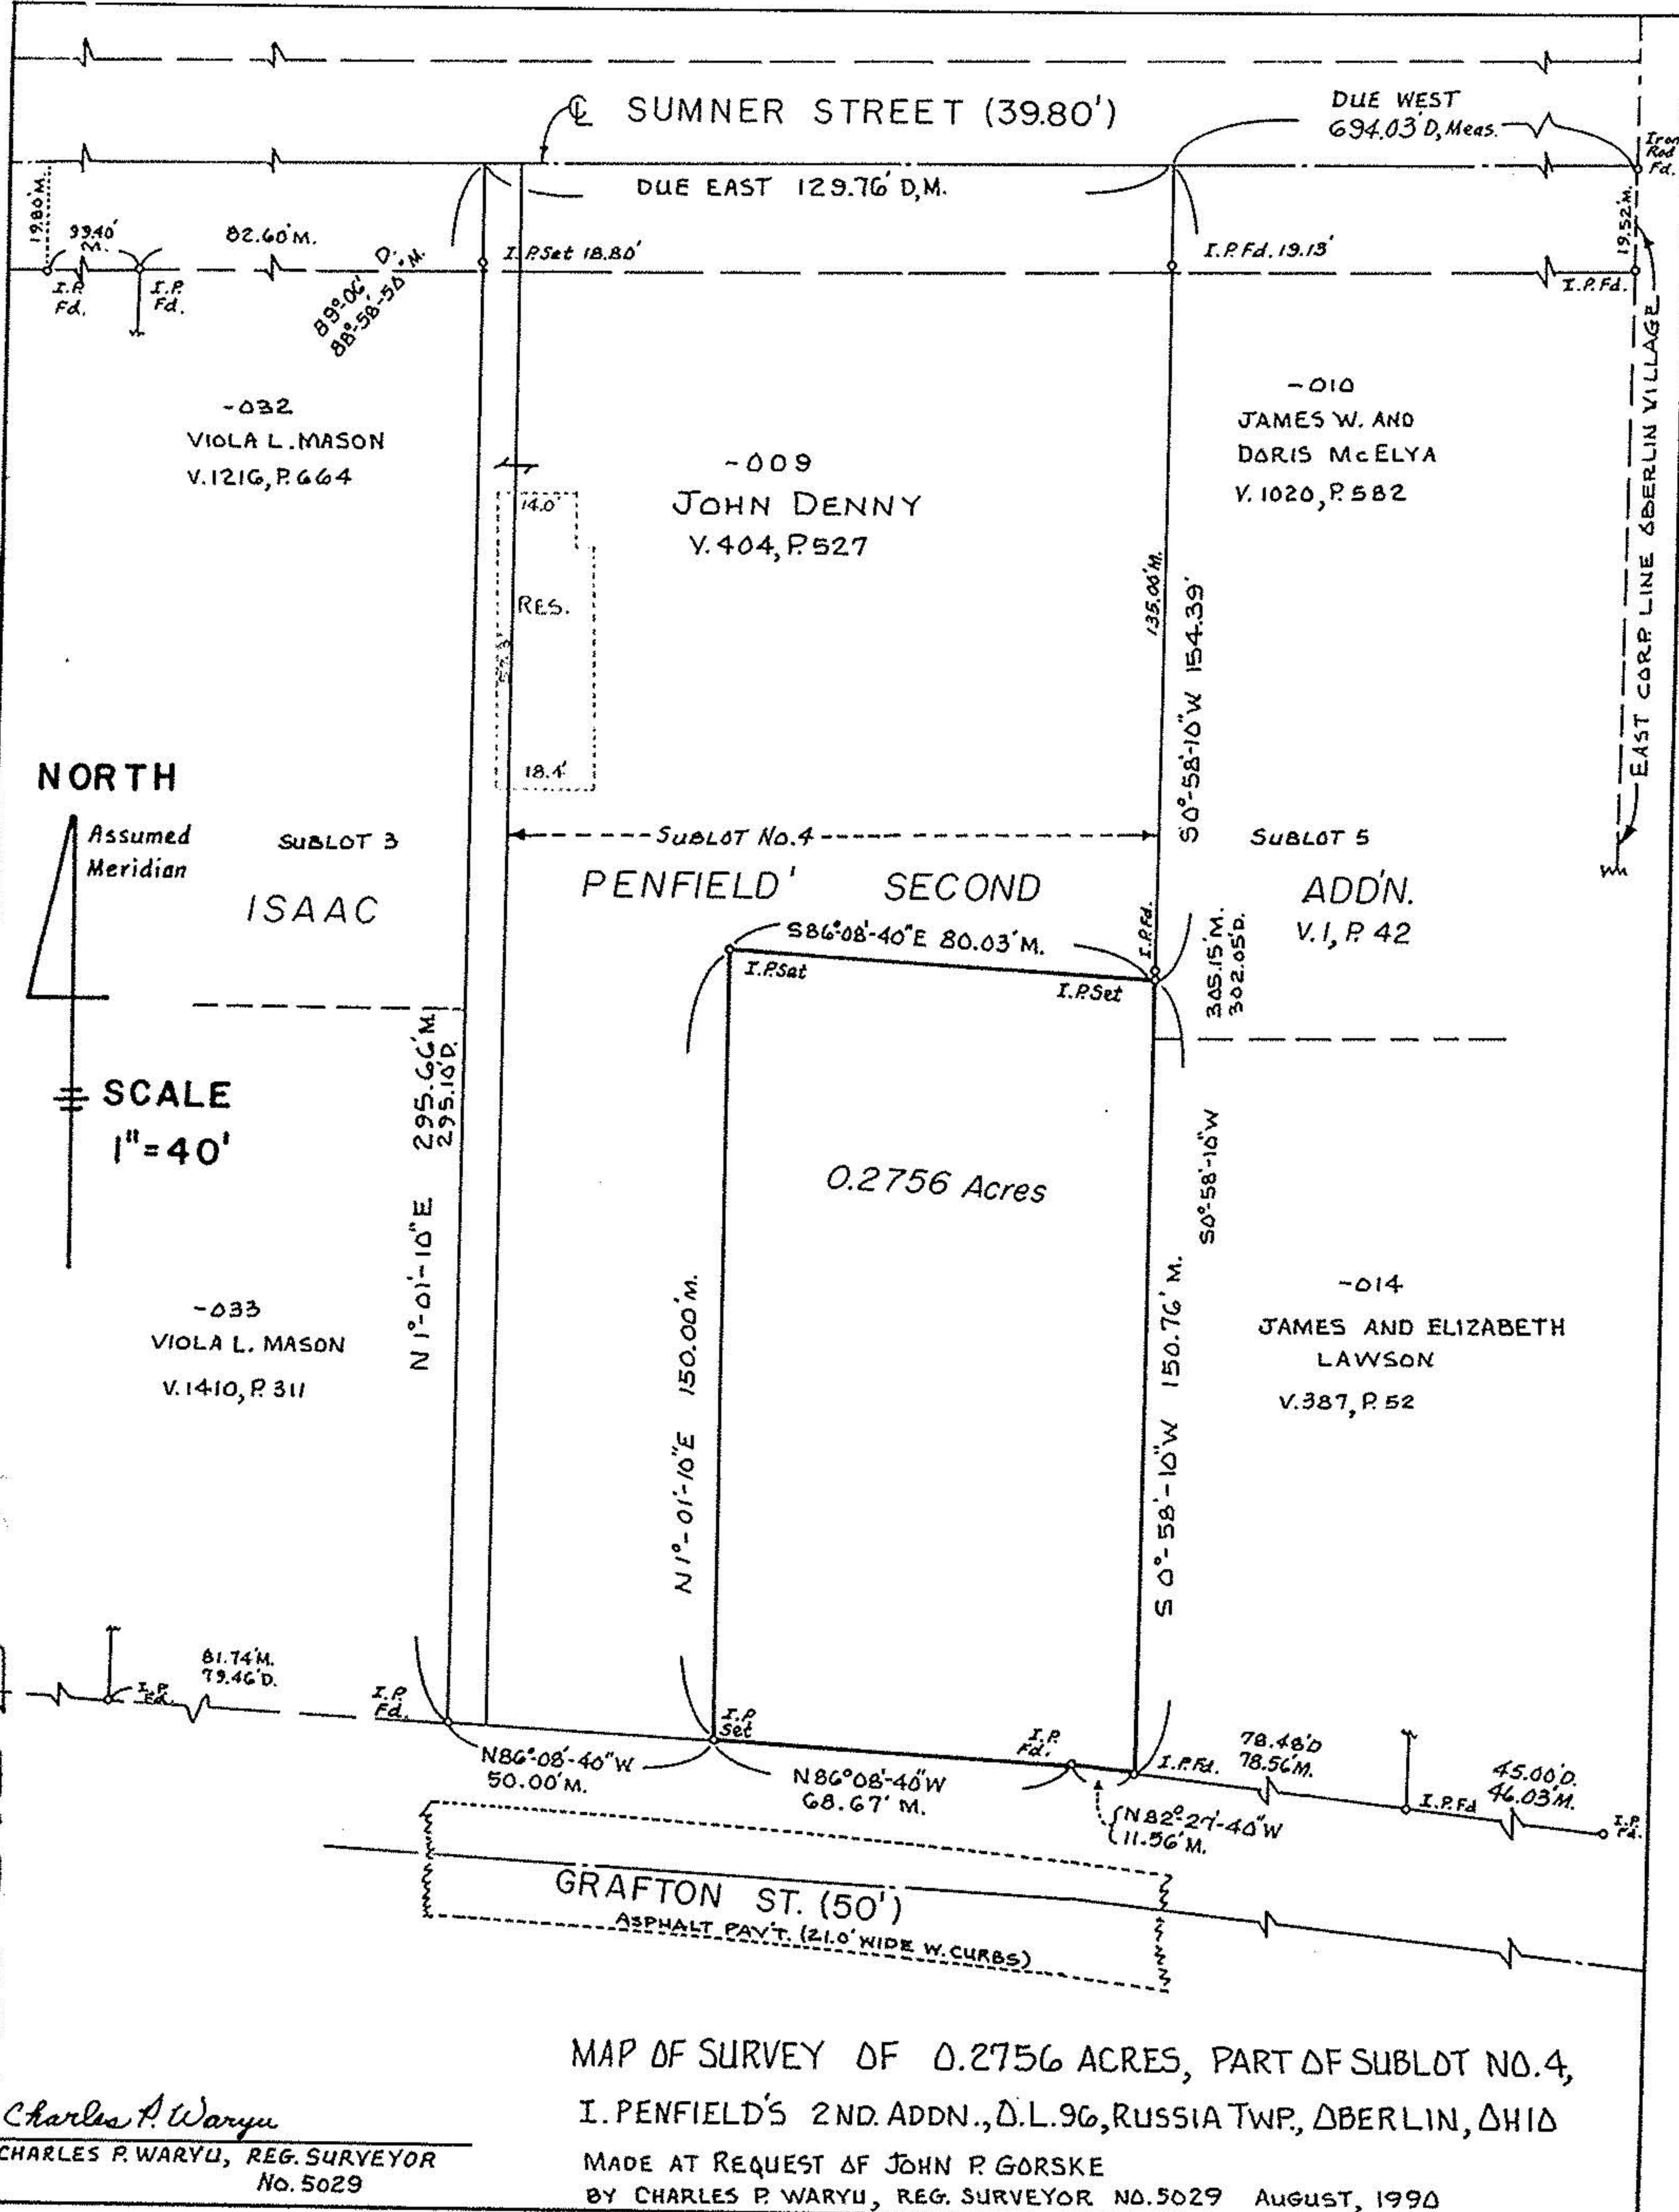 ℄ SUMNER STREET (39.80')
DUE WEST
694.03' D, Meas.
Iron
Rod
Fd.
DUE EAST 129.76' D,M.
19.80' M.
99.40'
M.
82.60' M.
I.P. Set 18.80'
I.P. Fd. 19.13'
19.52' M.
I.P.
Fd.
I.P.
Fd.
I.P. Fd.
89°-06' D.
88°-58'-50" M.
EAST CORP. LINE OBERLIN VILLAGE
-032
VIOLA L. MASON
V. 1216, P. 664
-009
JOHN DENNY
V. 404, P. 527
-010
JAMES W. AND
DORIS McELYA
V. 1020, P. 582
14.0'
RES.
18.4'
135.06' M.
S0°-58'-10"W 154.39'
NORTH
Assumed
Meridian
SUBLOT 3
SUBLOT No. 4
SUBLOT 5
ISAAC
PENFIELD' SECOND
ADD'N.
V. 1, P. 42
S86°-08'-40"E 80.03' M.
I.P. Fd.
I.P. Set
I.P. Set
305.15' M.
302.05' D.
SCALE
1" = 40'
N 1°-01'-10"E 295.66' M.
295.10' D.
0.2756 Acres
S0°-58'-10"W
N 1°-01'-10"E 150.00' M.
S 0°-58'-10"W 150.76' M.
-033
VIOLA L. MASON
V. 1410, P. 311
-014
JAMES AND ELIZABETH
LAWSON
V. 387, P. 52
81.74' M.
79.46' D.
I.P.
Fd.
I.P.
Fd.
I.P.
Set
I.P.
Fd.
I.P. Fd.
78.48' D
78.56' M.
45.00' D.
46.03' M.
I.P. Fd
I.P.
Fd.
N86°-08'-40"W
50.00' M.
N86°08'-40"W
68.67' M.
N82°-27'-40"W
11.56' M.
GRAFTON ST. (50')
ASPHALT PAV'T. (21.0' WIDE W. CURBS)
MAP OF SURVEY OF 0.2756 ACRES, PART OF SUBLOT NO. 4,
I. PENFIELD'S 2ND. ADDN., O.L. 96, RUSSIA TWP., OBERLIN, OHIO
MADE AT REQUEST OF JOHN P. GORSKE
BY CHARLES P. WARYU, REG. SURVEYOR NO. 5029 AUGUST, 1990
Charles P. Waryu
CHARLES P. WARYU, REG. SURVEYOR
No. 5029